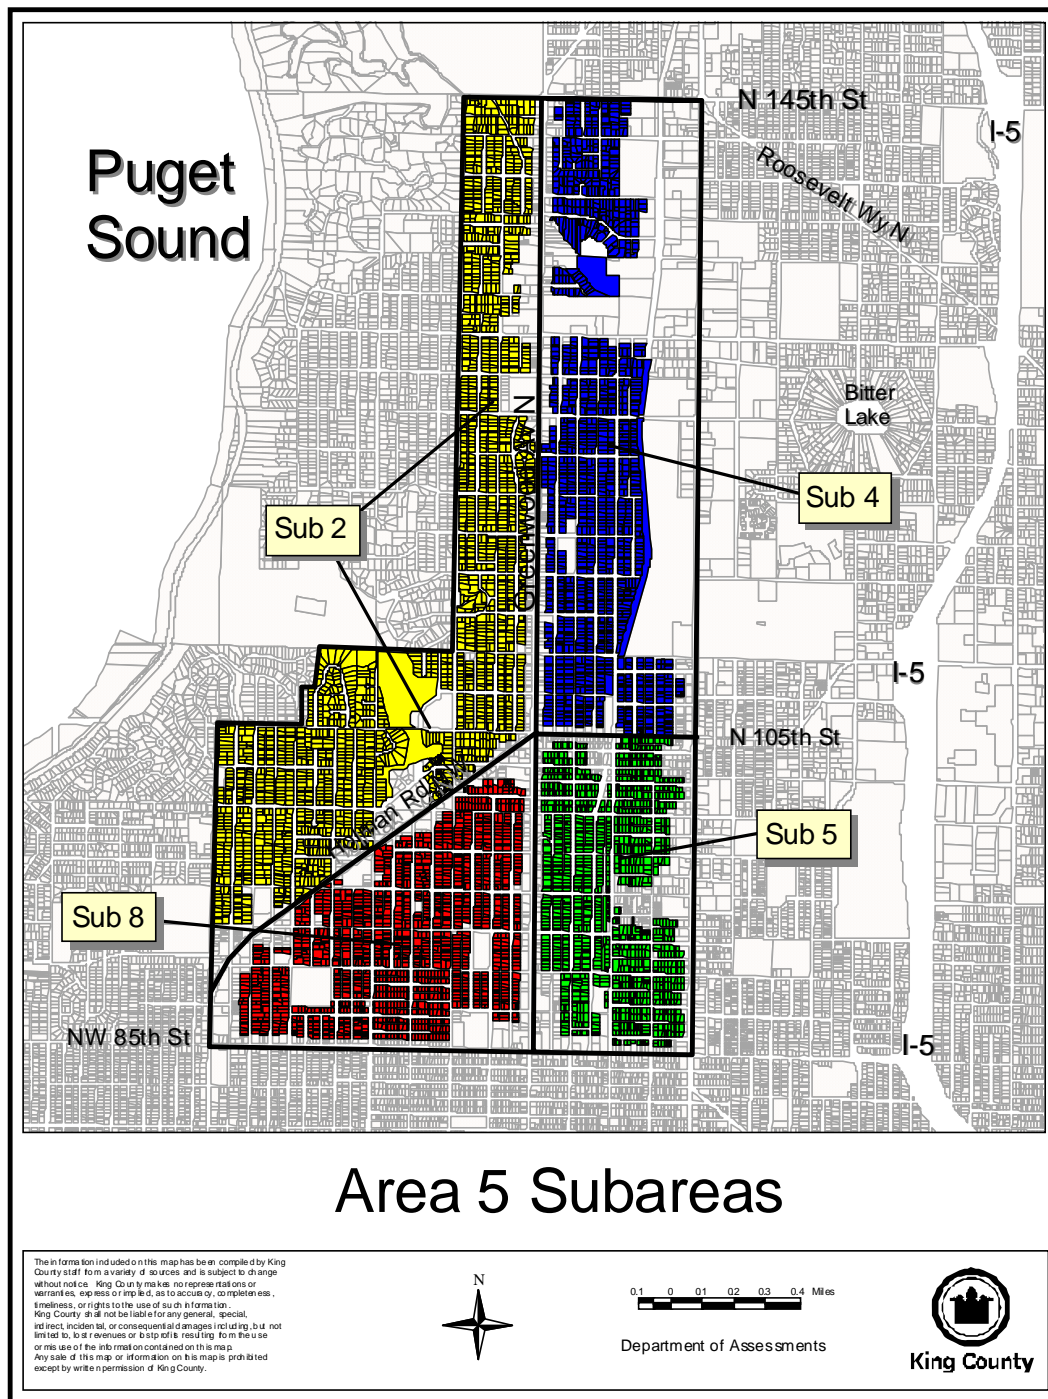 N 145th St
I-5
Puget
Sound
Roosevelt Wy N
Bitter
Lake
Greenwood Av N
Sub 4
Sub 2
I-5
N 105th St
Holman Rd NW
Sub 5
Sub 8
NW 85th St
I-5
Area 5 Subareas
The information included on this map has been compiled by King
County staff from a variety of sources and is subject to change
without notice. King County makes no representations or
warranties, express or implied, as to accuracy, completeness,
timeliness, or rights to the use of such information.
King County shall not be liable for any general, special,
indirect, incidental, or consequential damages including, but not
limited to, lost revenues or lost profits resulting from the use
or misuse of the information contained on this map.
Any sale of this map or information on this map is prohibited
except by written permission of King County.
N
0.1 0 0.1 0.2 0.3 0.4 Miles
Department of Assessments
King County